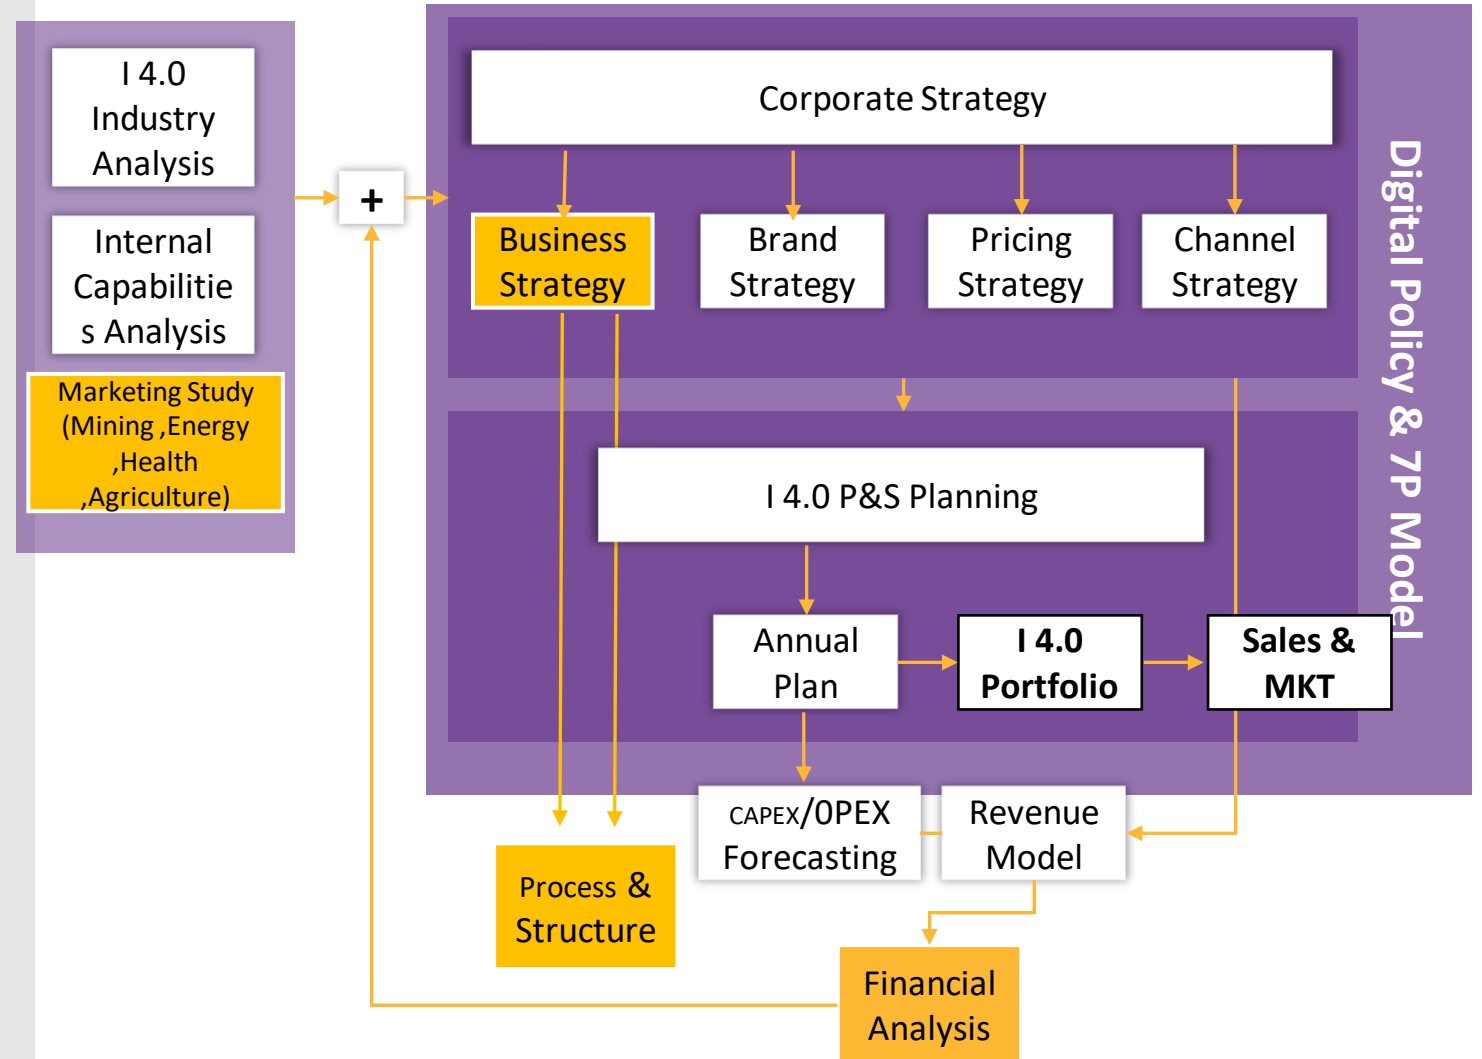 I 4.0
Industry
Analysis
Internal
Capabilitie
s Analysis
Marketing Study
(Mining ,Energy
,Health
,Agriculture)
+
Corporate Strategy
Business
Strategy
Brand
Strategy
Pricing
Strategy
Channel
Strategy
Digital Policy & 7P Model
I 4.0 P&S Planning
Annual
Plan
I 4.0
Portfolio
Sales &
MKT
CAPEX/0PEX
Forecasting
Revenue
Model
Process &
Structure
Financial
Analysis